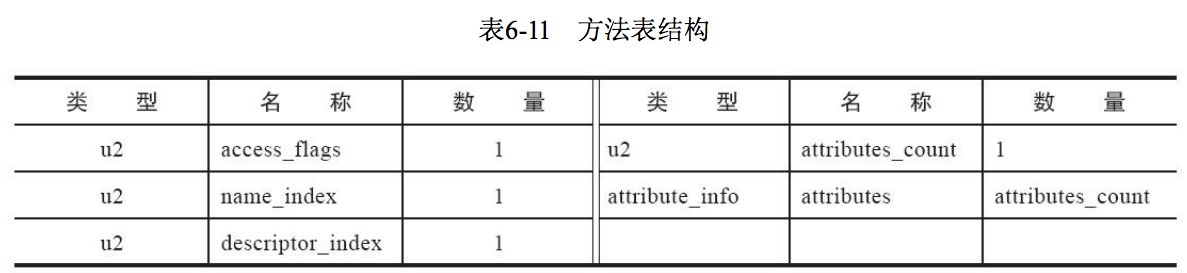 表6-11 方法表结构
类 型 名 称 数 量 类 型 名 称 数 量
u2 access_flags 1 u2 attributes_count 1
u2 name_index 1 attribute_info attributes attributes_count
u2 descriptor_index 1